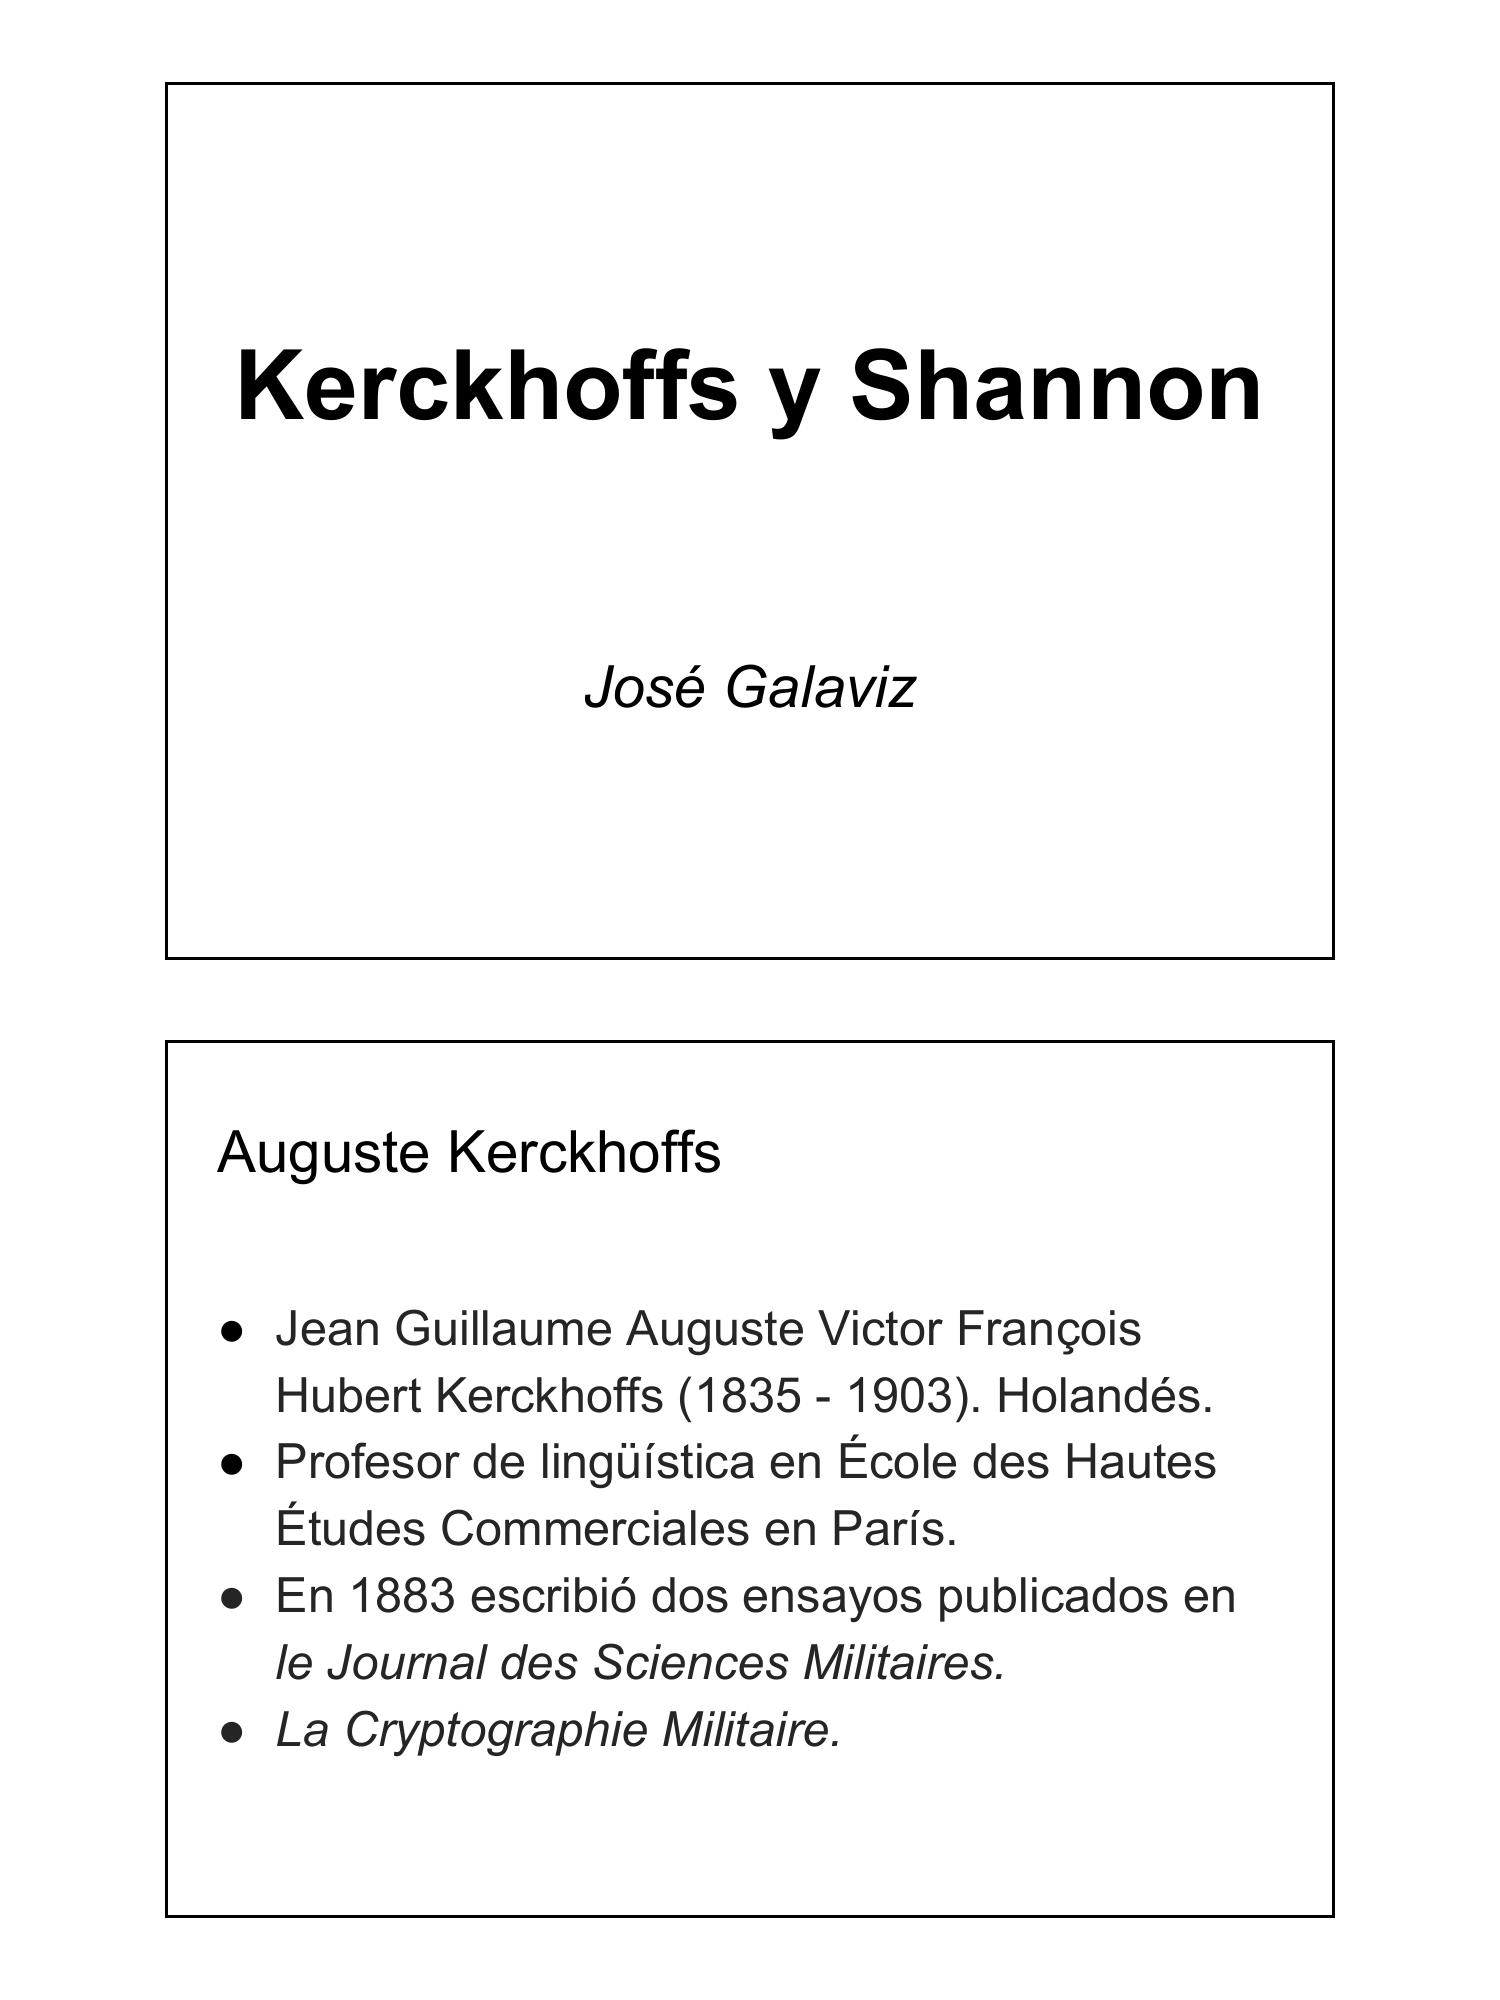 Kerckhoffs y Shannon
José Galaviz
Auguste Kerckhoffs
● Jean Guillaume Auguste Victor François
Hubert Kerckhoffs (1835 - 1903). Holandés.
● Profesor de lingüística en École des Hautes
Études Commerciales en París.
● En 1883 escribió dos ensayos publicados en
le Journal des Sciences Militaires.
● La Cryptographie Militaire.